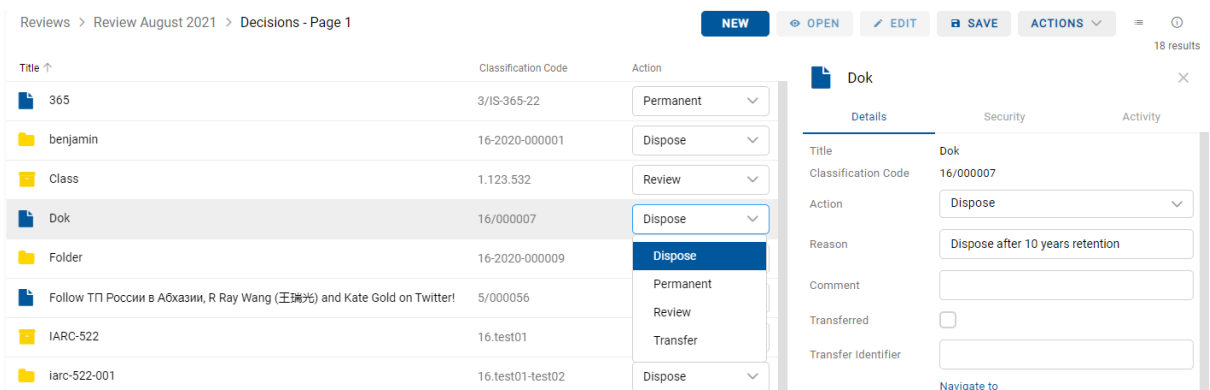 Reviews > Review August 2021 > Decisions - Page 1
NEW
OPEN
EDIT
SAVE
ACTIONS
18 results
Title
Classification Code
Action
365
3/IS-365-22
Permanent
benjamin
16-2020-000001
Dispose
Class
1.123.532
Review
Dok
16/000007
Dispose
Folder
16-2020-000009
Follow ТП России в Абхазии, R Ray Wang (王瑞光) and Kate Gold on Twitter!
5/000056
IARC-522
16.test01
iarc-522-001
16.test01-test02
Dispose
Dispose
Permanent
Review
Transfer
Dok
Details
Security
Activity
Title
Dok
Classification Code
16/000007
Action
Dispose
Reason
Dispose after 10 years retention
Comment
Transferred
Transfer Identifier
Navigate to